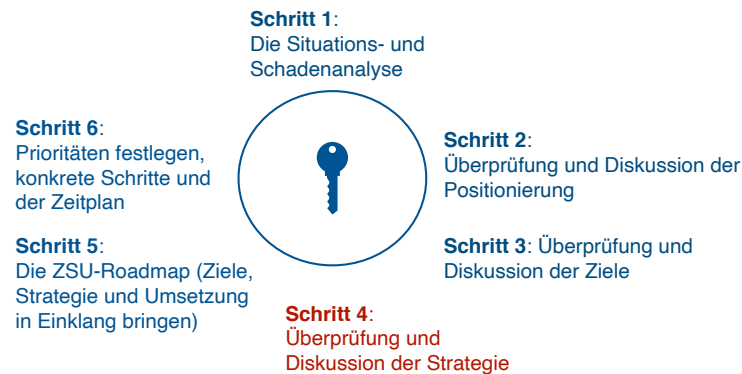 Schritt 1:
Die Situations- und
Schadenanalyse
Schritt 2:
Überprüfung und Diskussion der
Positionierung
Schritt 3: Überprüfung und
Diskussion der Ziele
Schritt 4:
Überprüfung und
Diskussion der Strategie
Schritt 5:
Die ZSU-Roadmap (Ziele,
Strategie und Umsetzung
in Einklang bringen)
Schritt 6:
Prioritäten festlegen,
konkrete Schritte und
der Zeitplan